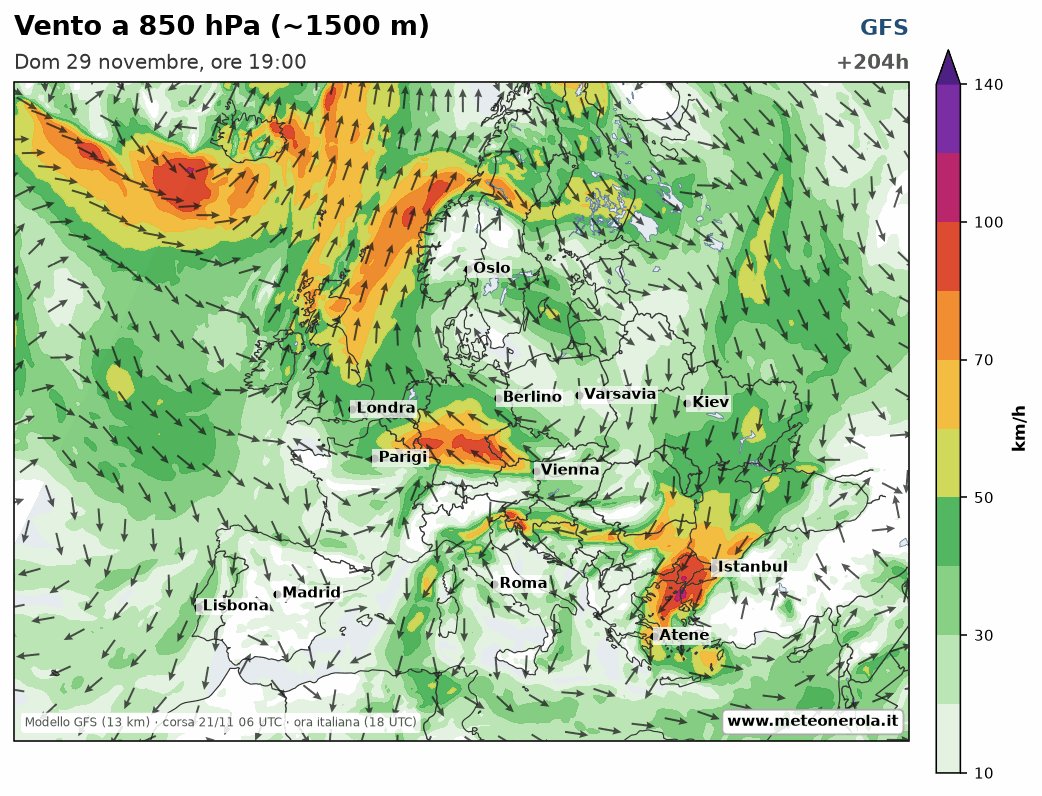 Vento a 850 hPa (~1500 m)
GFS
Dom 29 novembre, ore 19:00
+204h
140
100
70
50
30
10
km/h
Oslo
Berlino
Varsavia
Kiev
Londra
Parigi
Vienna
Istanbul
Roma
Madrid
Lisbona
Atene
Modello GFS (13 km) · corsa 21/11 06 UTC · ora italiana (18 UTC)
www.meteonerola.it